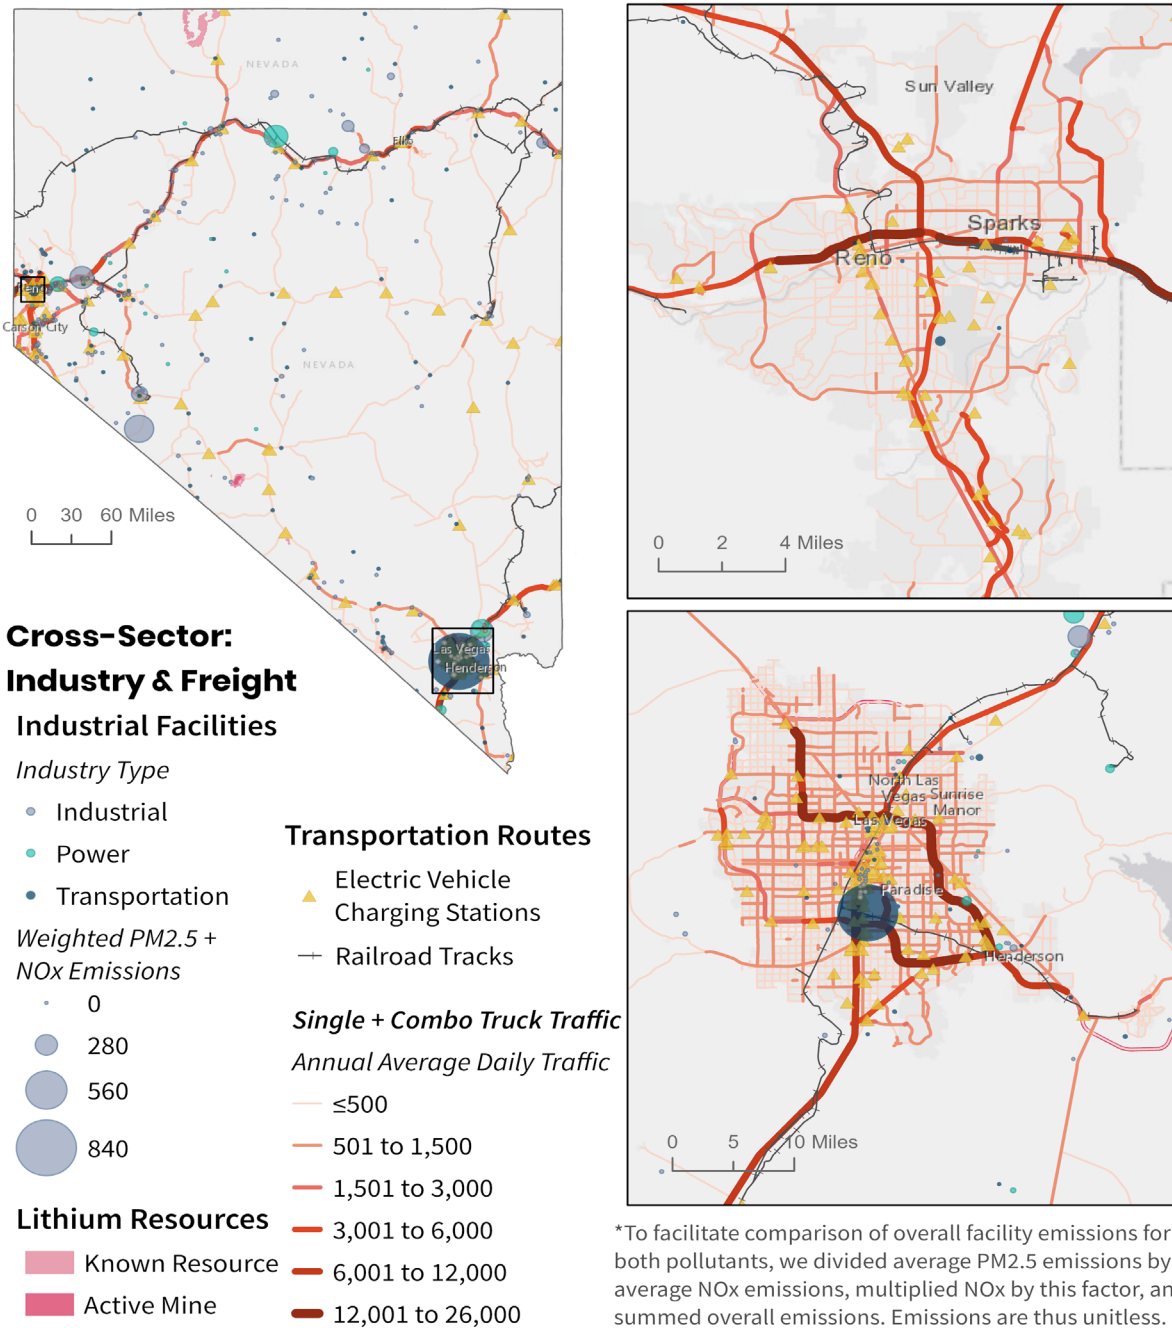 NEVADA
Elko
Reno
Carson City
NEVADA
0 30 60 Miles
Las Vegas
Henderson
Sun Valley
Sparks
Reno
0 2 4 Miles
North Las
Vegas
Sunrise
Manor
Las Vegas
Paradise
Henderson
0 5 10 Miles
Cross-Sector:
Industry & Freight
Industrial Facilities
Industry Type
Industrial
Power
Transportation
Weighted PM2.5 +
NOx Emissions
0
280
560
840
Lithium Resources
Known Resource
Active Mine
Transportation Routes
Electric Vehicle
Charging Stations
Railroad Tracks
Single + Combo Truck Traffic
Annual Average Daily Traffic
≤500
501 to 1,500
1,501 to 3,000
3,001 to 6,000
6,001 to 12,000
12,001 to 26,000
*To facilitate comparison of overall facility emissions for
both pollutants, we divided average PM2.5 emissions by
average NOx emissions, multiplied NOx by this factor, an
summed overall emissions. Emissions are thus unitless.